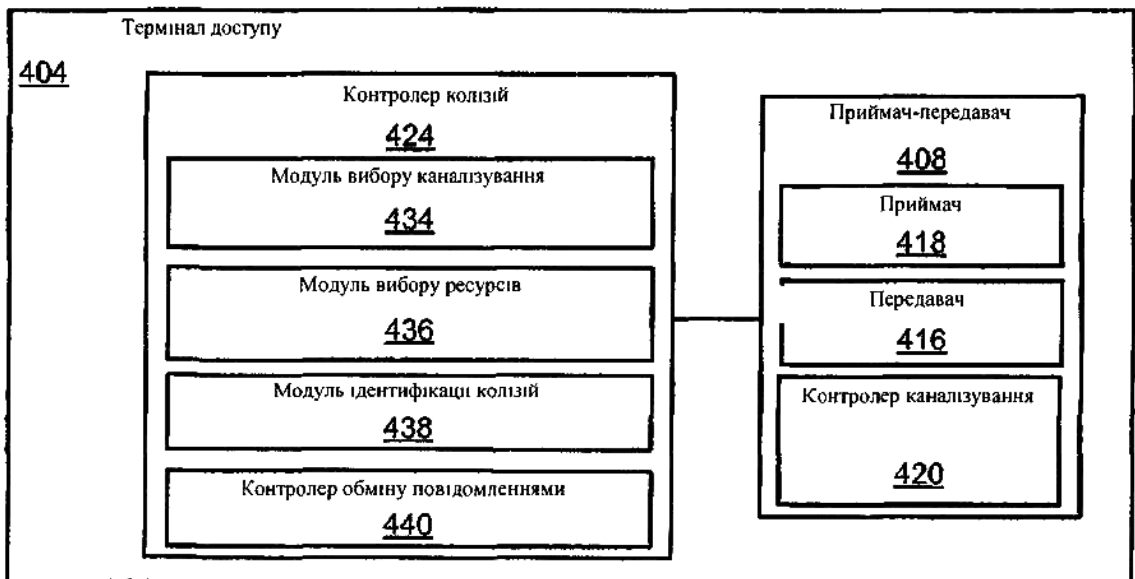 Термінал доступу
404
Контролер колізій
424
Модуль вибору каналізування
434
Модуль вибору ресурсів
436
Модуль ідентифікації колізій
438
Контролер обміну повідомленнями
440
Приймач-передавач
408
Приймач
418
Передавач
416
Контролер каналізування
420